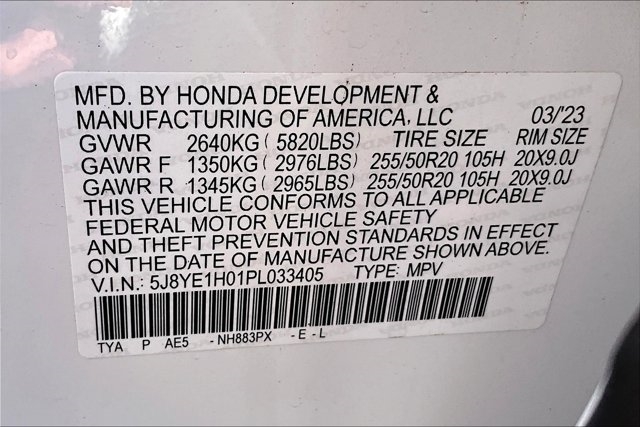 MFD. BY HONDA DEVELOPMENT &
MANUFACTURING OF AMERICA, LLC 03/'23
GVWR 2640KG ( 5820LBS) TIRE SIZE RIM SIZE
GAWR F 1350KG ( 2976LBS) 255/50R20 105H 20X9.0J
GAWR R 1345KG ( 2965LBS) 255/50R20 105H 20X9.0J
THIS VEHICLE CONFORMS TO ALL APPLICABLE
FEDERAL MOTOR VEHICLE SAFETY
AND THEFT PREVENTION STANDARDS IN EFFECT
ON THE DATE OF MANUFACTURE SHOWN ABOVE.
V.I.N.: 5J8YE1H01PL033405 TYPE: MPV
TYA P AE5 - NH883PX - E - L